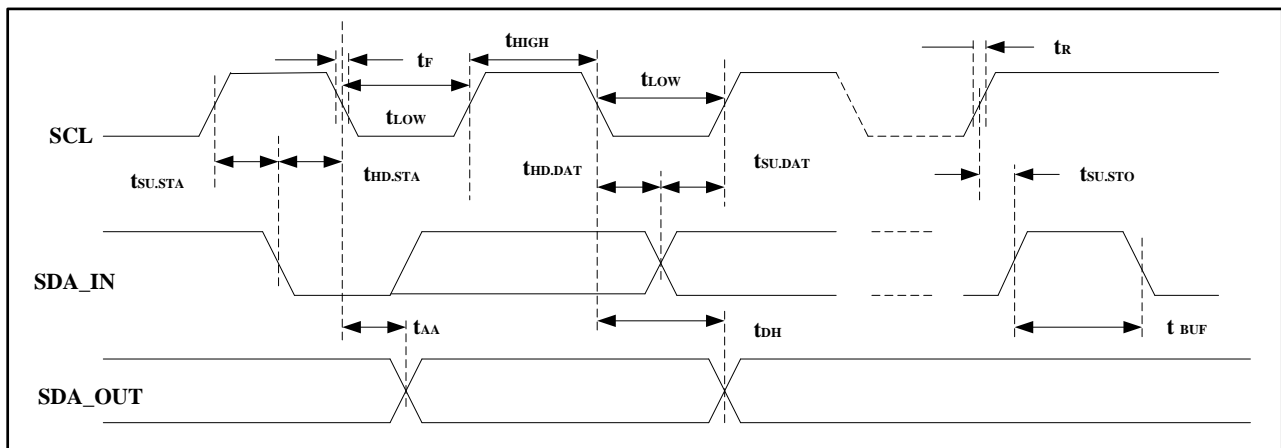 tHIGH
tF
tR
tLOW
tLOW
SCL
tSU.STA
tHD.STA
tHD.DAT
tSU.DAT
tSU.STO
SDA_IN
tAA
tDH
t BUF
SDA_OUT